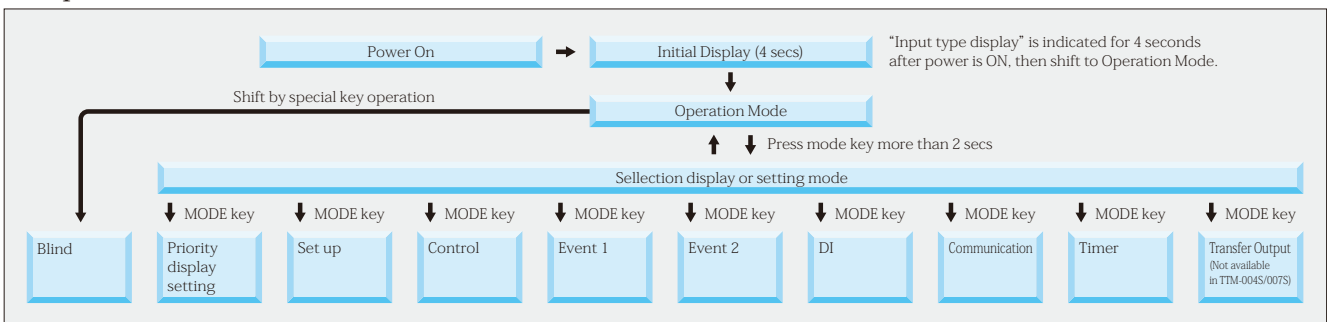 Power On
Initial Display (4 secs)
“Input type display” is indicated for 4 seconds
after power is ON, then shift to Operation Mode.
Shift by special key operation
Operation Mode
Press mode key more than 2 secs
Sellection display or setting mode
MODE key
MODE key
MODE key
MODE key
MODE key
MODE key
MODE key
MODE key
MODE key
Blind
Priority
display
setting
Set up
Control
Event 1
Event 2
DI
Communication
Timer
Transfer Output
(Not available
in TTM-004S/007S)